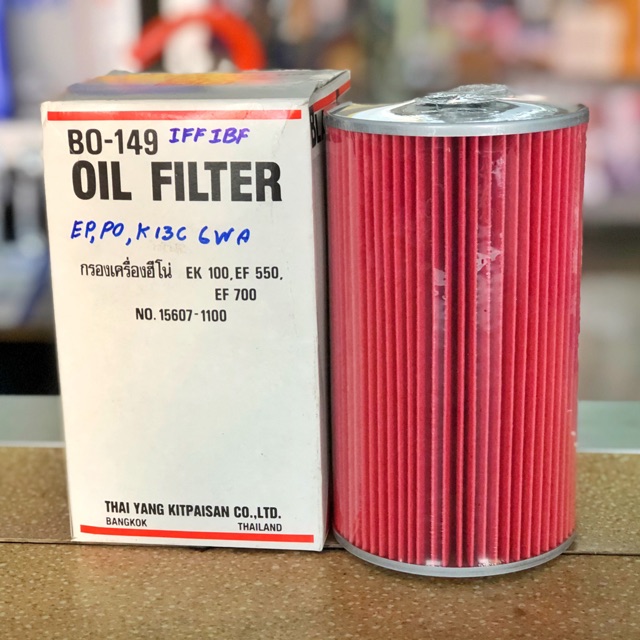 BO-149 IFF IBF
OIL FILTER
EP, PO, K13C 6WA
กรองเครื่องฮีโน่ EK 100, EF 550,
EF 700
NO. 15607-1100
THAI YANG KITPAISAN CO., LTD.
BANGKOK THAILAND